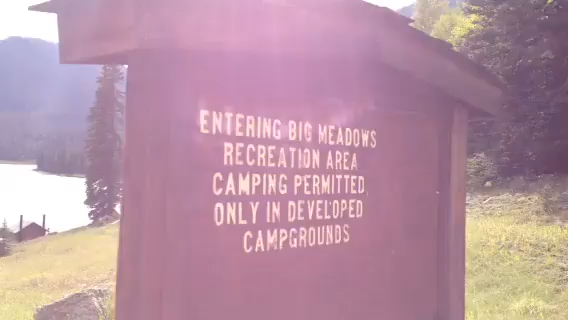 ENTERING BIG MEADOWS
RECREATION AREA
CAMPING PERMITTED
ONLY IN DEVELOPED
CAMPGROUNDS